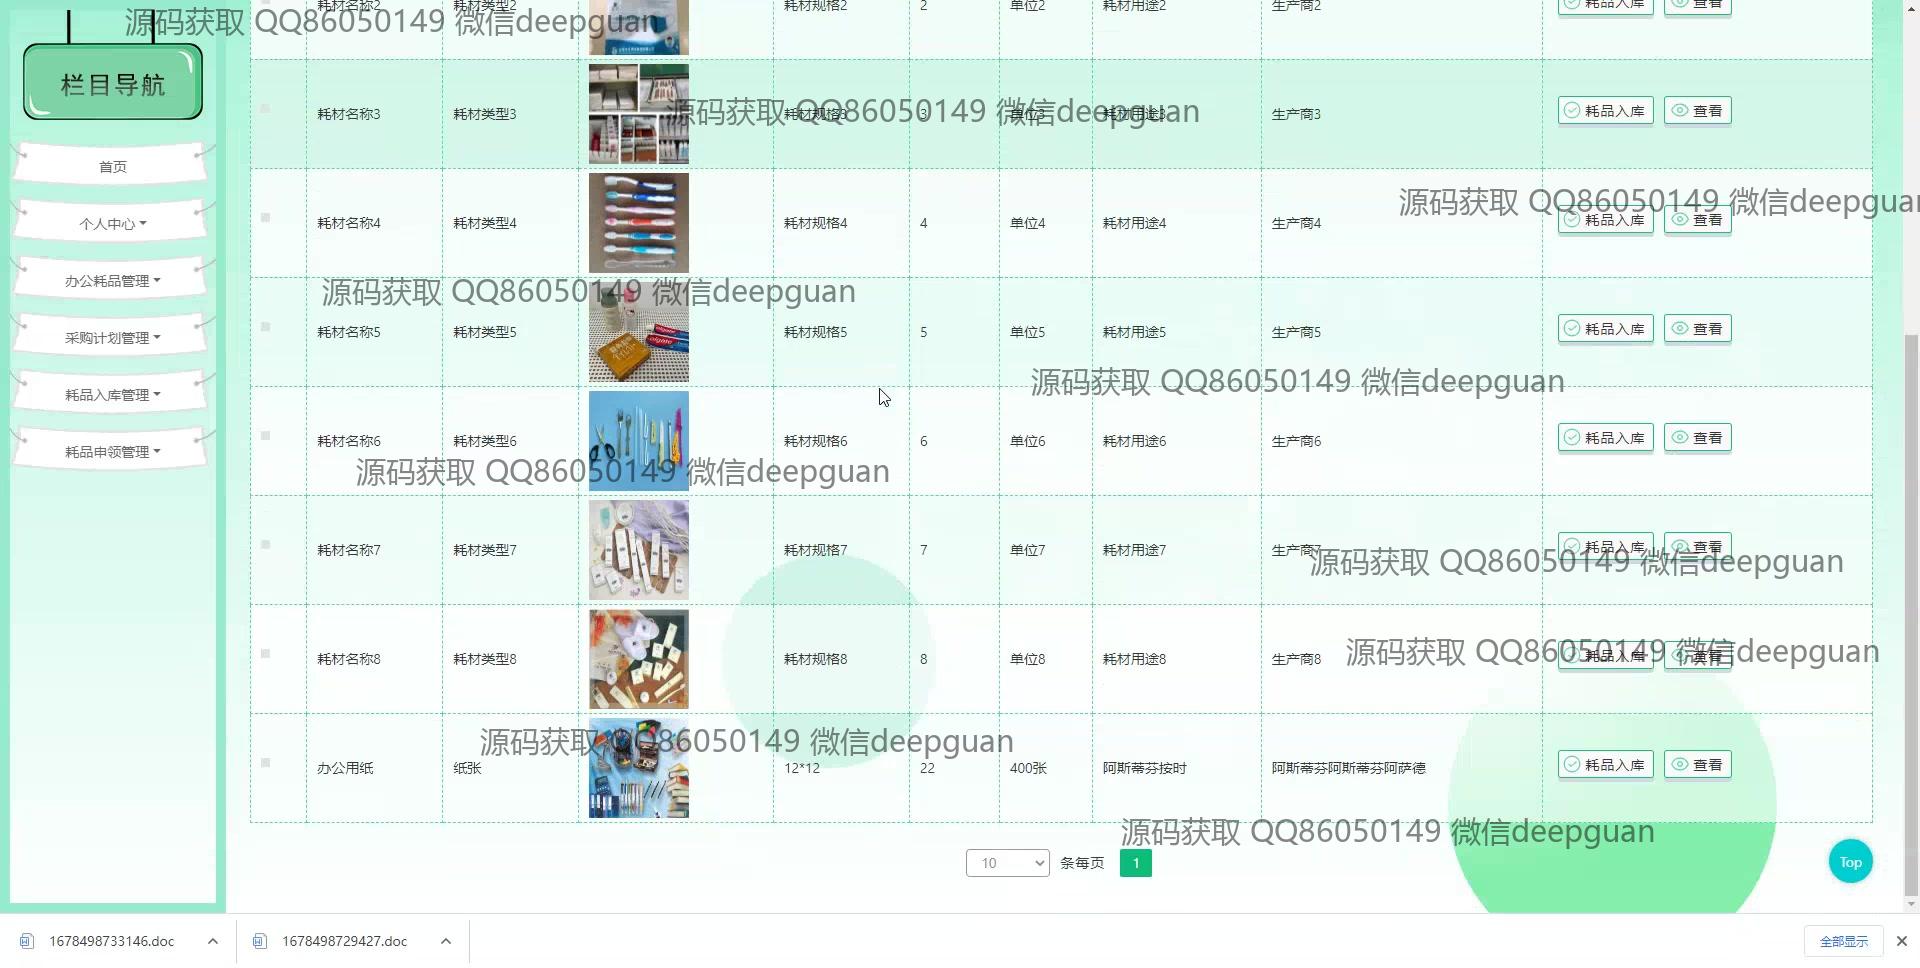 耗材名称2 耗材类型2 耗材规格2 2 单位2 耗材用途2 生产商2 耗品入库 查看
源码获取 QQ86050149 微信deepguan
栏目导航
耗材名称3 耗材类型3 耗材规格3 3 单位3 耗材用途3 生产商3 耗品入库 查看
源码获取 QQ86050149 微信deepguan
首页
源码获取 QQ86050149 微信deepguan
个人中心
耗材名称4 耗材类型4 耗材规格4 4 单位4 耗材用途4 生产商4 耗品入库 查看
办公耗品管理
源码获取 QQ86050149 微信deepguan
采购计划管理
耗材名称5 耗材类型5 耗材规格5 5 单位5 耗材用途5 生产商5 耗品入库 查看
源码获取 QQ86050149 微信deepguan
耗品入库管理
耗材名称6 耗材类型6 耗材规格6 6 单位6 耗材用途6 生产商6 耗品入库 查看
耗品申领管理
源码获取 QQ86050149 微信deepguan
耗材名称7 耗材类型7 耗材规格7 7 单位7 耗材用途7 生产商7 耗品入库 查看
源码获取 QQ86050149 微信deepguan
耗材名称8 耗材类型8 耗材规格8 8 单位8 耗材用途8 生产商8 耗品入库 查看
源码获取 QQ86050149 微信deepguan
源码获取 QQ86050149 微信deepguan
办公用纸 纸张 12*12 22 400张 阿斯蒂芬按时 阿斯蒂芬阿斯蒂芬阿萨德 耗品入库 查看
源码获取 QQ86050149 微信deepguan
10 条每页 1
Top
1678498733146.doc 1678498729427.doc 全部显示